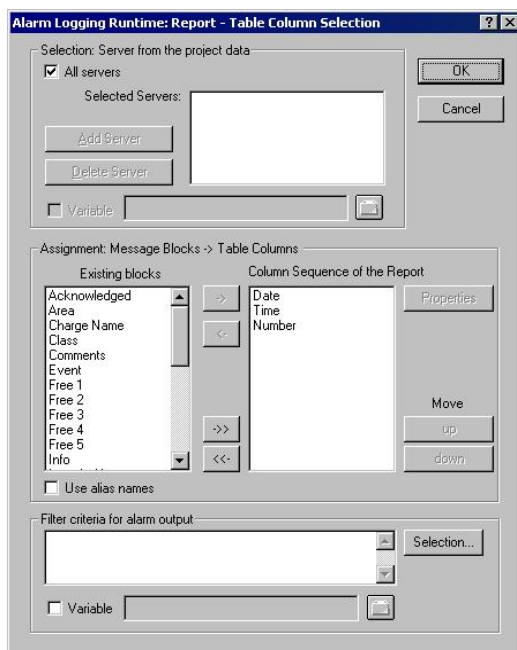 Alarm Logging Runtime: Report - Table Column Selection
Selection: Server from the project data
All servers
OK
Selected Servers:
Cancel
Add Server
Delete Server
Variable
Assignment: Message Blocks -> Table Columns
Existing blocks
Column Sequence of the Report
Acknowledged
Area
Charge Name
Class
Comments
Event
Free 1
Free 2
Free 3
Free 4
Free 5
Info
->
<-
->>
<<-
Date
Time
Number
Properties
Move
up
down
Use alias names
Filter criteria for alarm output
Selection...
Variable